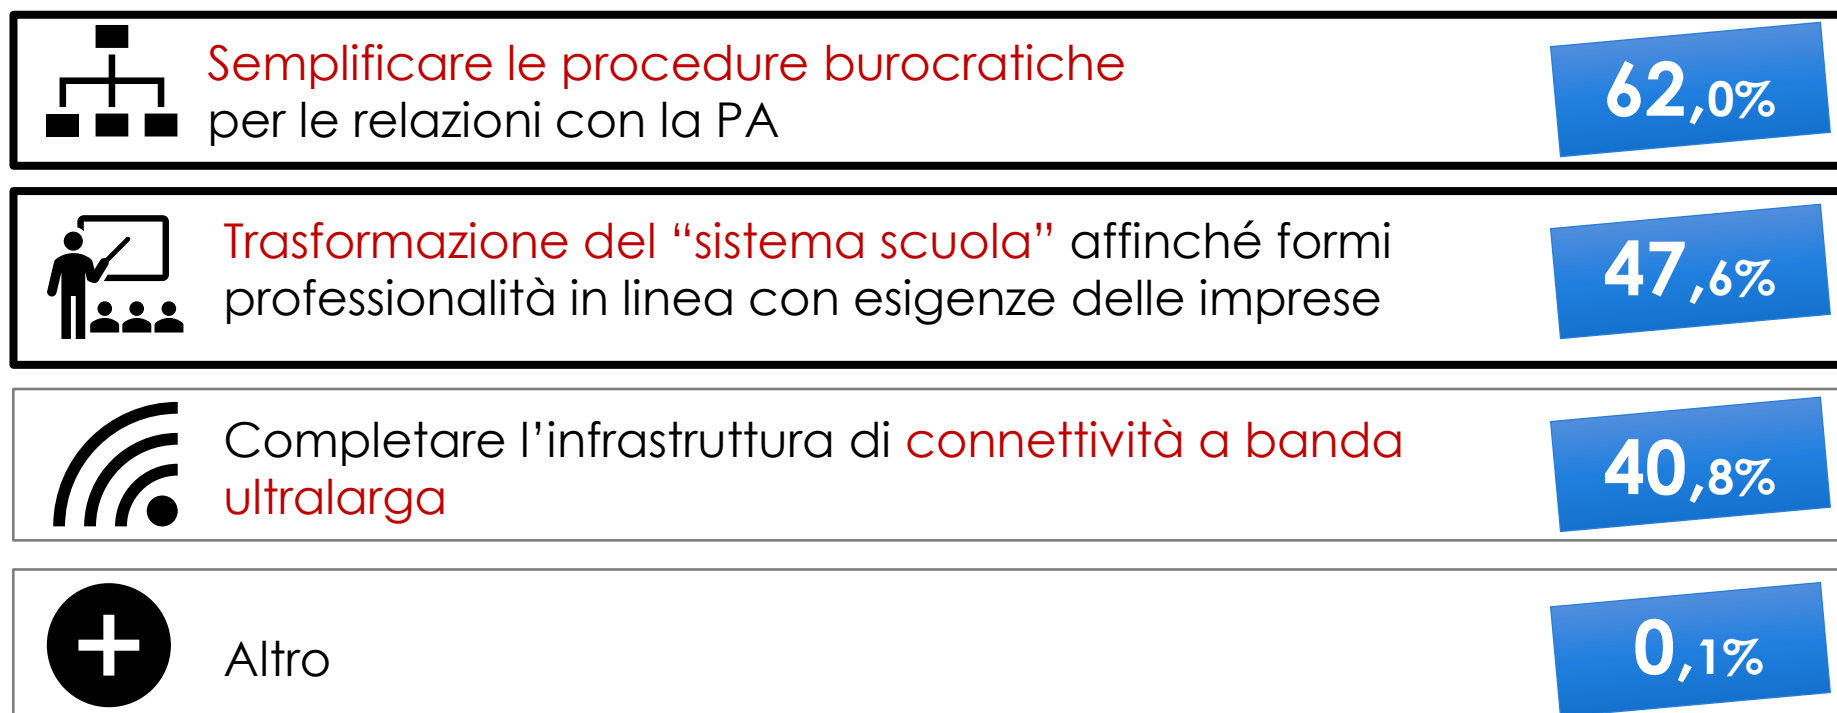 Semplificare le procedure burocratiche
per le relazioni con la PA
62,0%
Trasformazione del “sistema scuola” affinché formi
professionalità in linea con esigenze delle imprese
47,6%
Completare l’infrastruttura di connettività a banda
ultralarga
40,8%
Altro
0,1%